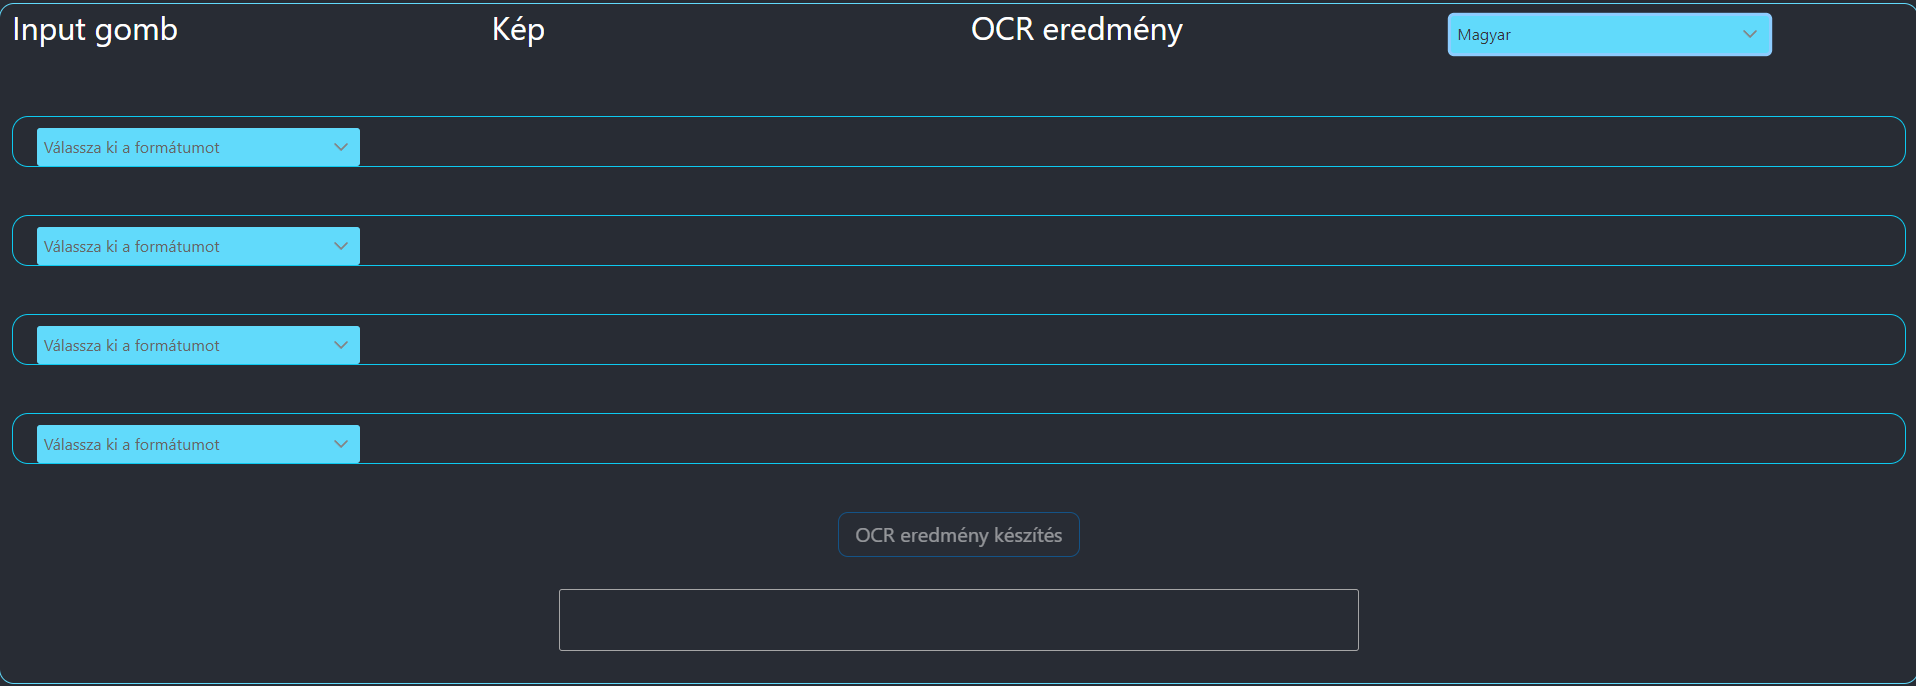 Input gomb
Kép
OCR eredmény
Magyar
Válassza ki a formátumot
Válassza ki a formátumot
Válassza ki a formátumot
Válassza ki a formátumot
OCR eredmény készítés